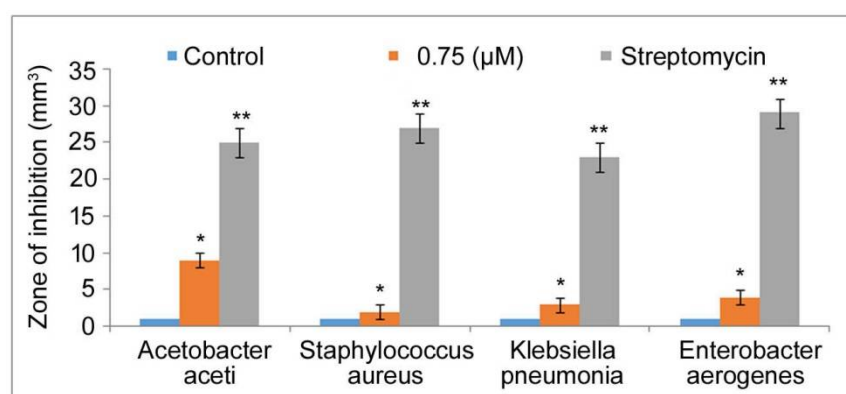 Control 0.75 (µM) Streptomycin
Zone of inhibition (mm³)
35
30
25
20
15
10
5
0
* ** * ** * ** * **
Acetobacter aceti
Staphylococcus aureus
Klebsiella pneumonia
Enterobacter aerogenes